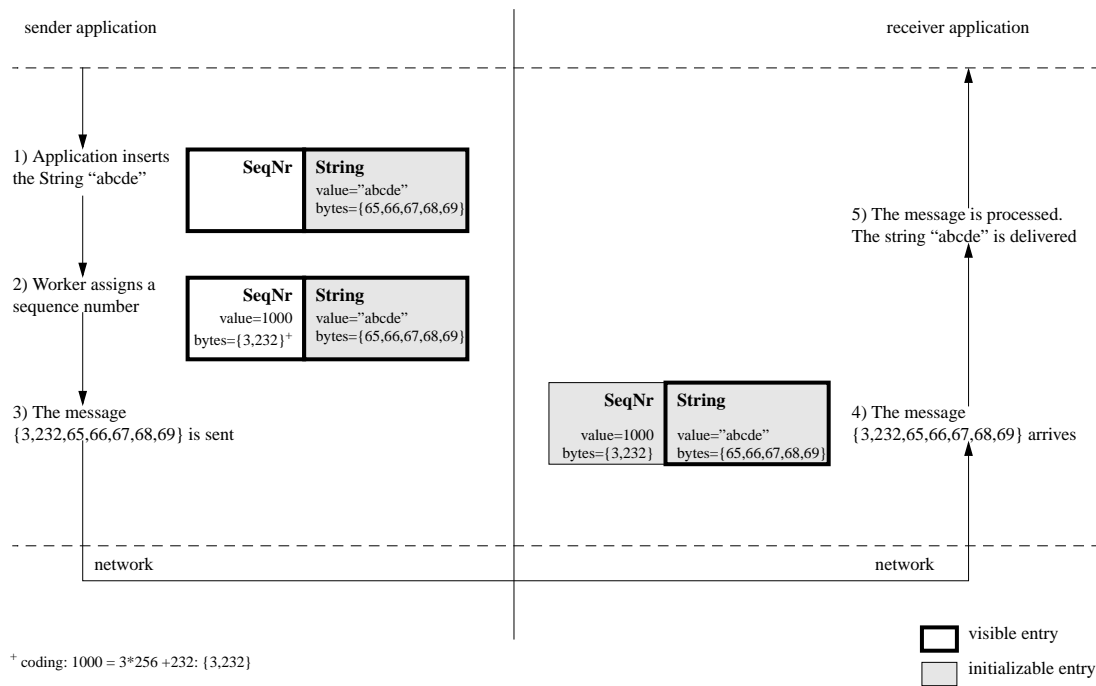 sender application
receiver application
1) Application inserts
the String “abcde”
SeqNr
String
value=”abcde”
bytes={65,66,67,68,69}
5) The message is processed.
The string “abcde” is delivered
2) Worker assigns a
sequence number
SeqNr
value=1000
bytes={3,232}+
String
value=”abcde”
bytes={65,66,67,68,69}
3) The message
{3,232,65,66,67,68,69} is sent
SeqNr
value=1000
bytes={3,232}
String
value=”abcde”
bytes={65,66,67,68,69}
4) The message
{3,232,65,66,67,68,69} arrives
network
network
visible entry
initializable entry
+ coding: 1000 = 3*256 +232: {3,232}